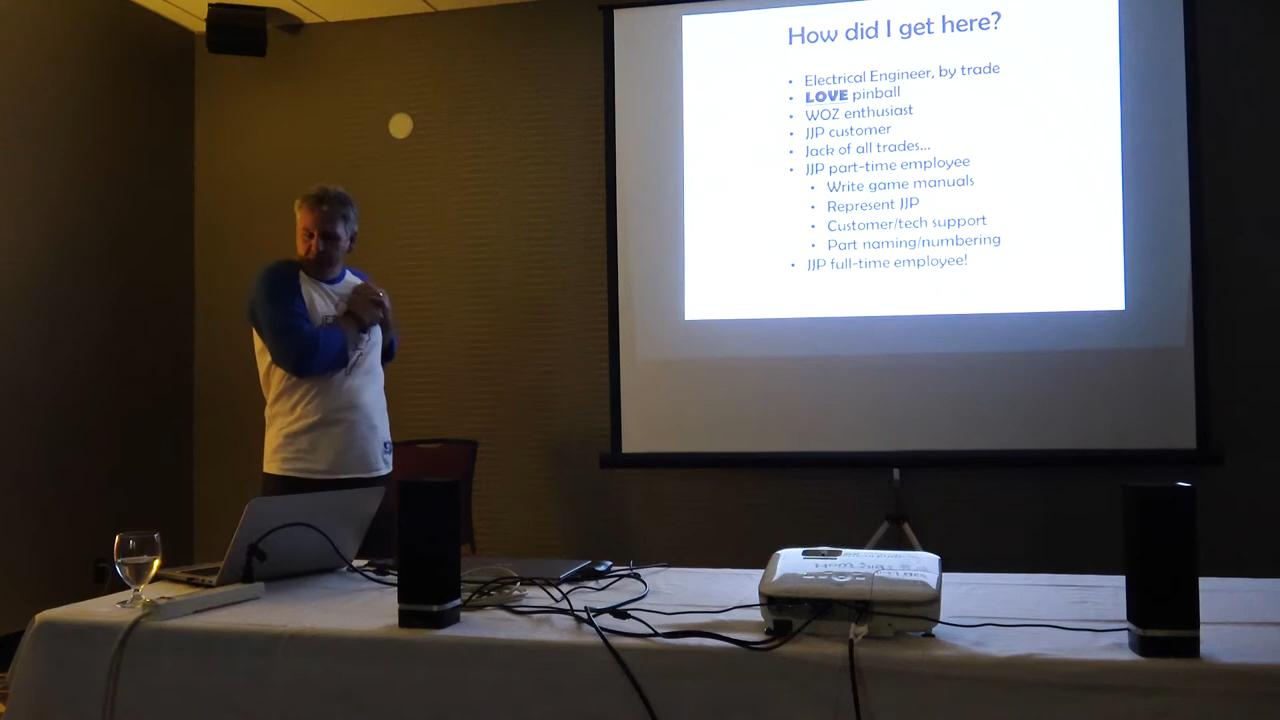 How did I get here?
• Electrical Engineer, by trade
• LOVE pinball
• WOZ enthusiast
• JJP customer
• Jack of all trades...
• JJP part-time employee
• Write game manuals
• Represent JJP
• Customer/tech support
• Part naming/numbering
• JJP full-time employee!